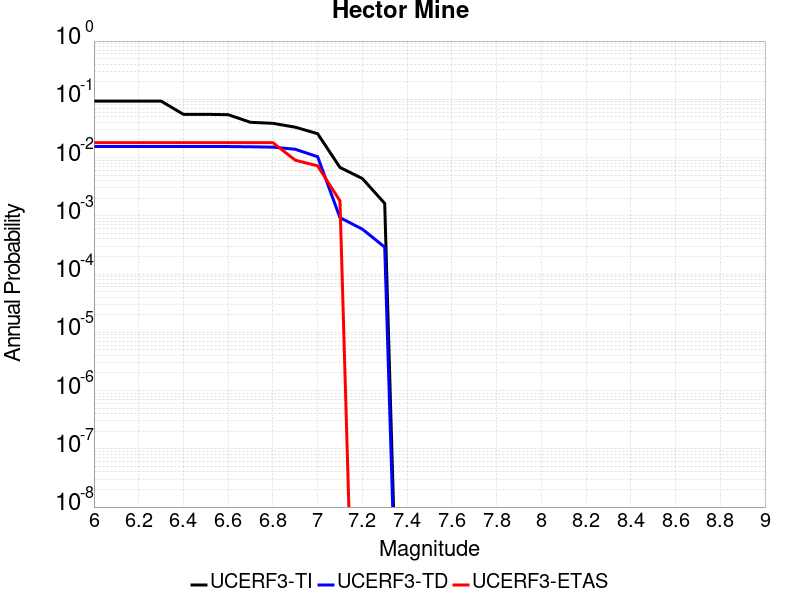 Hector Mine
10^0
10^-1
10^-2
10^-3
10^-4
10^-5
10^-6
10^-7
10^-8
Annual Probability
6 6.2 6.4 6.6 6.8 7 7.2 7.4 7.6 7.8 8 8.2 8.4 8.6 8.8 9
Magnitude
UCERF3-TI UCERF3-TD UCERF3-ETAS